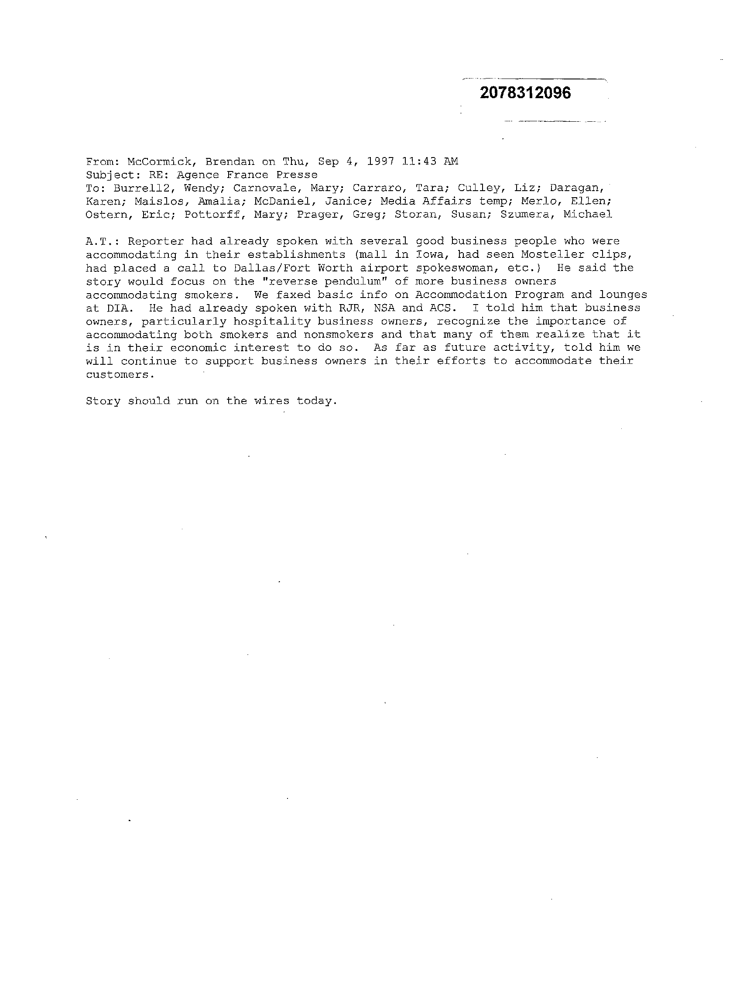 2078312096
From: McCormick, Brendan on Thu, Sep 4, 1997 11:43 AM
Subject: RE: Agence France Presse
To: Burrell2, Wendy; Carnovale, Mary; Carraro, Tara; Culley, Liz; Daragan,
Karen; Maislos, Amalia; McDaniel, Janice; Media Affairs temp; Merlo, Ellen;
Ostern, Eric; Pottorff, Mary; Prager, Greg; Storan, Susan; Szumera, Michael
A.T.: Reporter had already spoken with several good business people who were
accommodating in their establishments (mall in Iowa, had seen Mosteller clips,
had placed a call to Dallas/Fort Worth airport spokeswoman, etc.)  He said the
story would focus on the "reverse pendulum" of more business owners
accommodating smokers.  We faxed basic info on Accommodation Program and lounges
at DIA.  He had already spoken with RJR, NSA and ACS.  I told him that business
owners, particularly hospitality business owners, recognize the importance of
accommodating both smokers and nonsmokers and that many of them realize that it
is in their economic interest to do so.  As far as future activity, told him we
will continue to support business owners in their efforts to accommodate their
customers.
Story should run on the wires today.